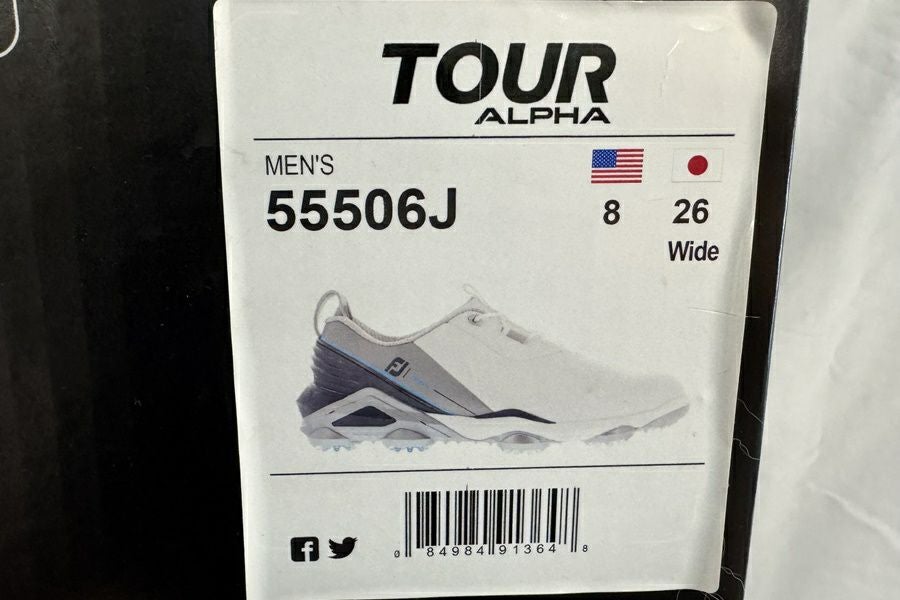 TOUR
ALPHA
MEN'S
55506J
8 26
Wide
FJ
0 84984 91364 8